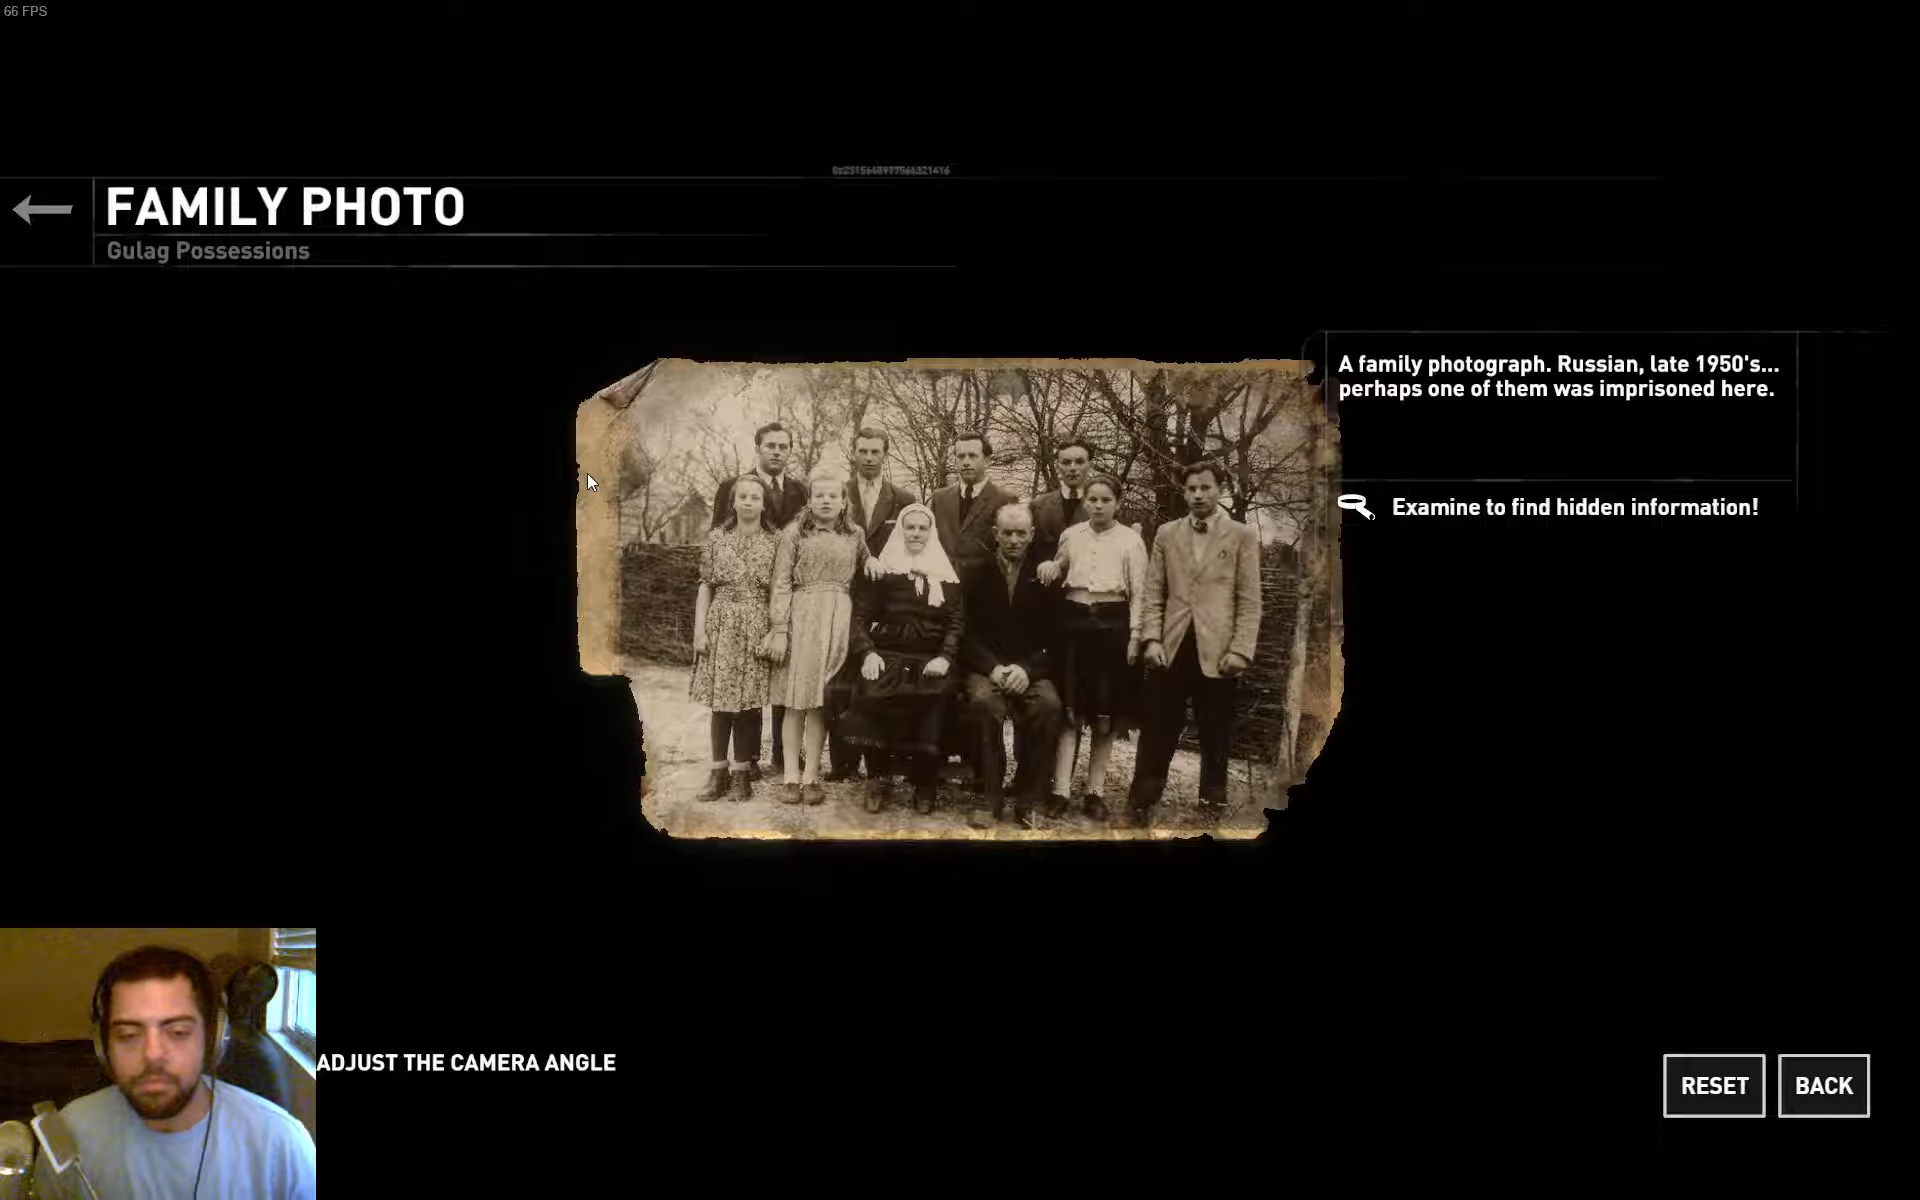 66 FPS
FAMILY PHOTO
Gulag Possessions
A family photograph. Russian, late 1950's...
perhaps one of them was imprisoned here.
Examine to find hidden information!
ADJUST THE CAMERA ANGLE
RESET
BACK